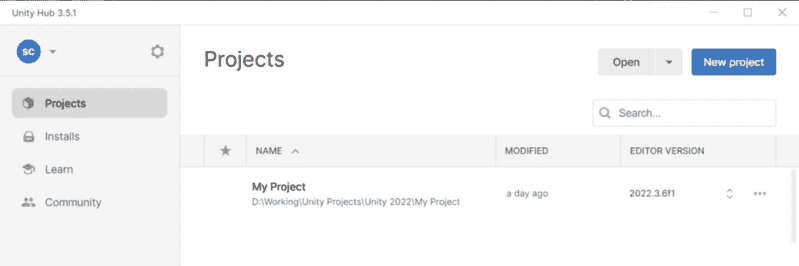 Unity Hub 3.5.1
SC
Projects
Open
New project
Search...
Projects
Installs
Learn
Community
NAME
MODIFIED
EDITOR VERSION
My Project
a day ago
2022.3.6f1
D:\Working\Unity Projects\Unity 2022\My Project